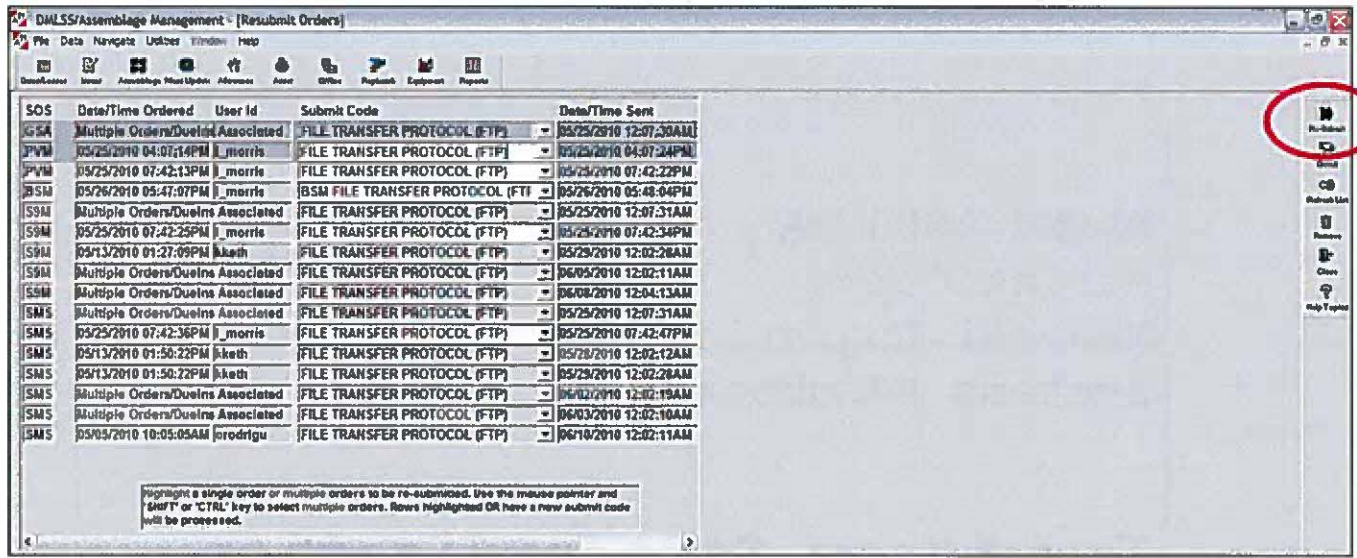 DMLSS/Assemblage Management - [Resubmit Orders]
File Data Navigate Utilities Window Help
Issues Assemblage Mass Update Allowances Asset Offline Replenish Equipment Reports
SOS Date/Time Ordered User Id Submit Code Date/Time Sent
GSA Multiple Orders/DueIns Associated FILE TRANSFER PROTOCOL (FTP) 05/25/2010 12:07:30AM
PVM 05/25/2010 04:07:14PM l_morris FILE TRANSFER PROTOCOL (FTP) 05/25/2010 04:07:24PM
PVM 05/25/2010 07:42:13PM l_morris FILE TRANSFER PROTOCOL (FTP) 05/25/2010 07:42:22PM
BSM 05/26/2010 05:47:07PM l_morris BSM FILE TRANSFER PROTOCOL (FTF 05/26/2010 05:48:04PM
S9M Multiple Orders/DueIns Associated FILE TRANSFER PROTOCOL (FTP) 05/25/2010 12:07:31AM
S9M 05/25/2010 07:42:25PM l_morris FILE TRANSFER PROTOCOL (FTP) 05/25/2010 07:42:34PM
S9M 05/13/2010 01:27:09PM kketh FILE TRANSFER PROTOCOL (FTP) 05/29/2010 12:02:26AM
S9M Multiple Orders/DueIns Associated FILE TRANSFER PROTOCOL (FTP) 06/05/2010 12:02:11AM
S9M Multiple Orders/DueIns Associated FILE TRANSFER PROTOCOL (FTP) 06/08/2010 12:04:13AM
SMS Multiple Orders/DueIns Associated FILE TRANSFER PROTOCOL (FTP) 05/25/2010 12:07:31AM
SMS 05/25/2010 07:42:36PM l_morris FILE TRANSFER PROTOCOL (FTP) 05/25/2010 07:42:47PM
SMS 05/13/2010 01:50:22PM kketh FILE TRANSFER PROTOCOL (FTP) 05/28/2010 12:02:12AM
SMS 05/13/2010 01:50:22PM kketh FILE TRANSFER PROTOCOL (FTP) 05/29/2010 12:02:28AM
SMS Multiple Orders/DueIns Associated FILE TRANSFER PROTOCOL (FTP) 06/02/2010 12:02:19AM
SMS Multiple Orders/DueIns Associated FILE TRANSFER PROTOCOL (FTP) 06/03/2010 12:02:10AM
SMS 05/05/2010 10:05:05AM orodrigu FILE TRANSFER PROTOCOL (FTP) 06/10/2010 12:02:11AM
Highlight a single order or multiple orders to be re-submitted. Use the mouse pointer and
'SHIFT' or 'CTRL' key to select multiple orders. Rows highlighted OR have a new submit code
will be processed.
Re-Submit
Detail
Refresh List
Remove
Close
Help Topics